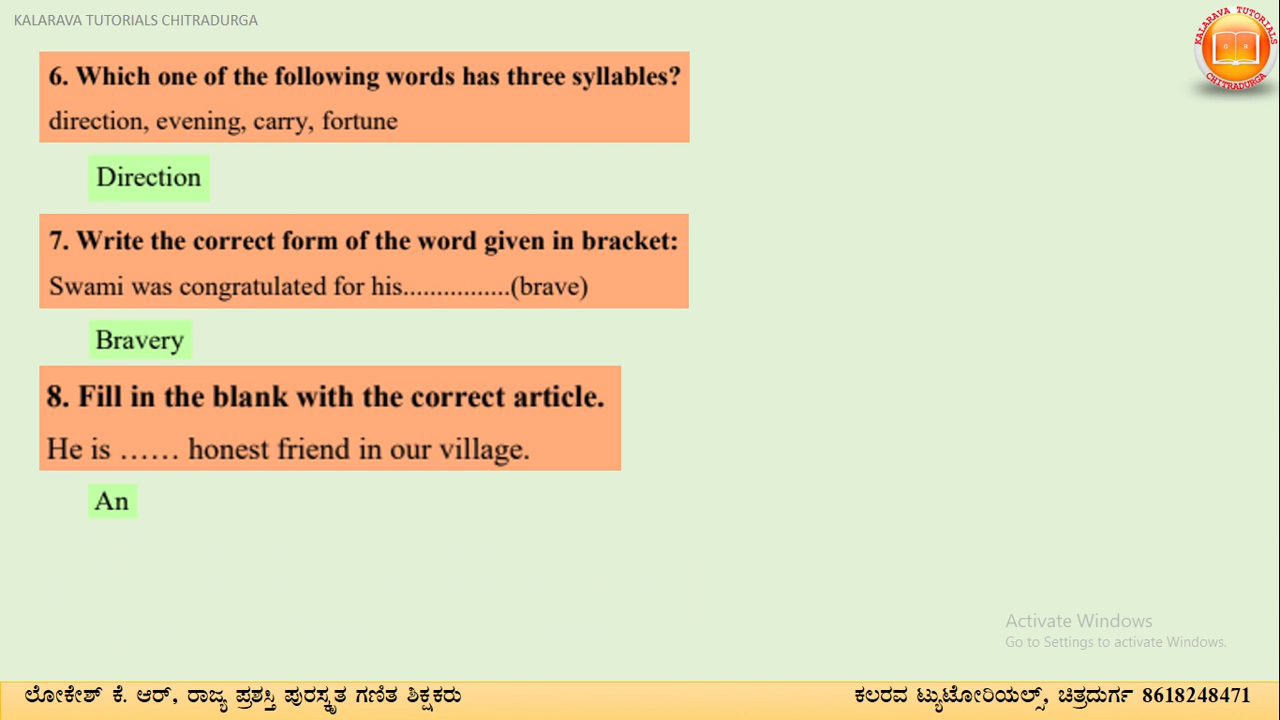 KALARAVA TUTORIALS CHITRADURGA
KALARAVA TUTORIALS
CHITRADURGA
6. Which one of the following words has three syllables?
direction, evening, carry, fortune
Direction
7. Write the correct form of the word given in bracket:
Swami was congratulated for his................(brave)
Bravery
8. Fill in the blank with the correct article.
He is …… honest friend in our village.
An
Activate Windows
Go to Settings to activate Windows.
ಲೋಕೇಶ್ ಕೆ. ಆರ್, ರಾಜ್ಯ ಪ್ರಶಸ್ತಿ ಪುರಸ್ಕೃತ ಗಣಿತ ಶಿಕ್ಷಕರು
ಕಲರವ ಟ್ಯುಟೋರಿಯಲ್ಸ್, ಚಿತ್ರದುರ್ಗ 8618248471